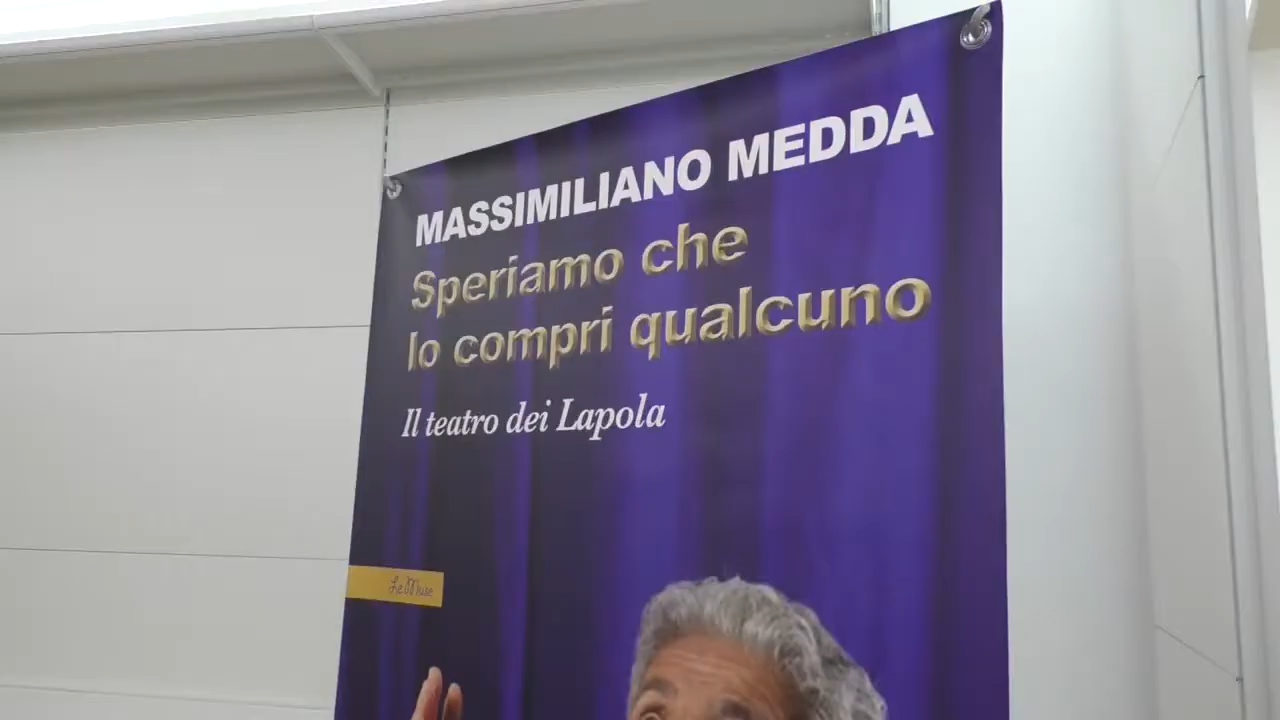 MASSIMILIANO MEDDA
Speriamo che
lo compri qualcuno
Il teatro dei Lapola
Le Muse